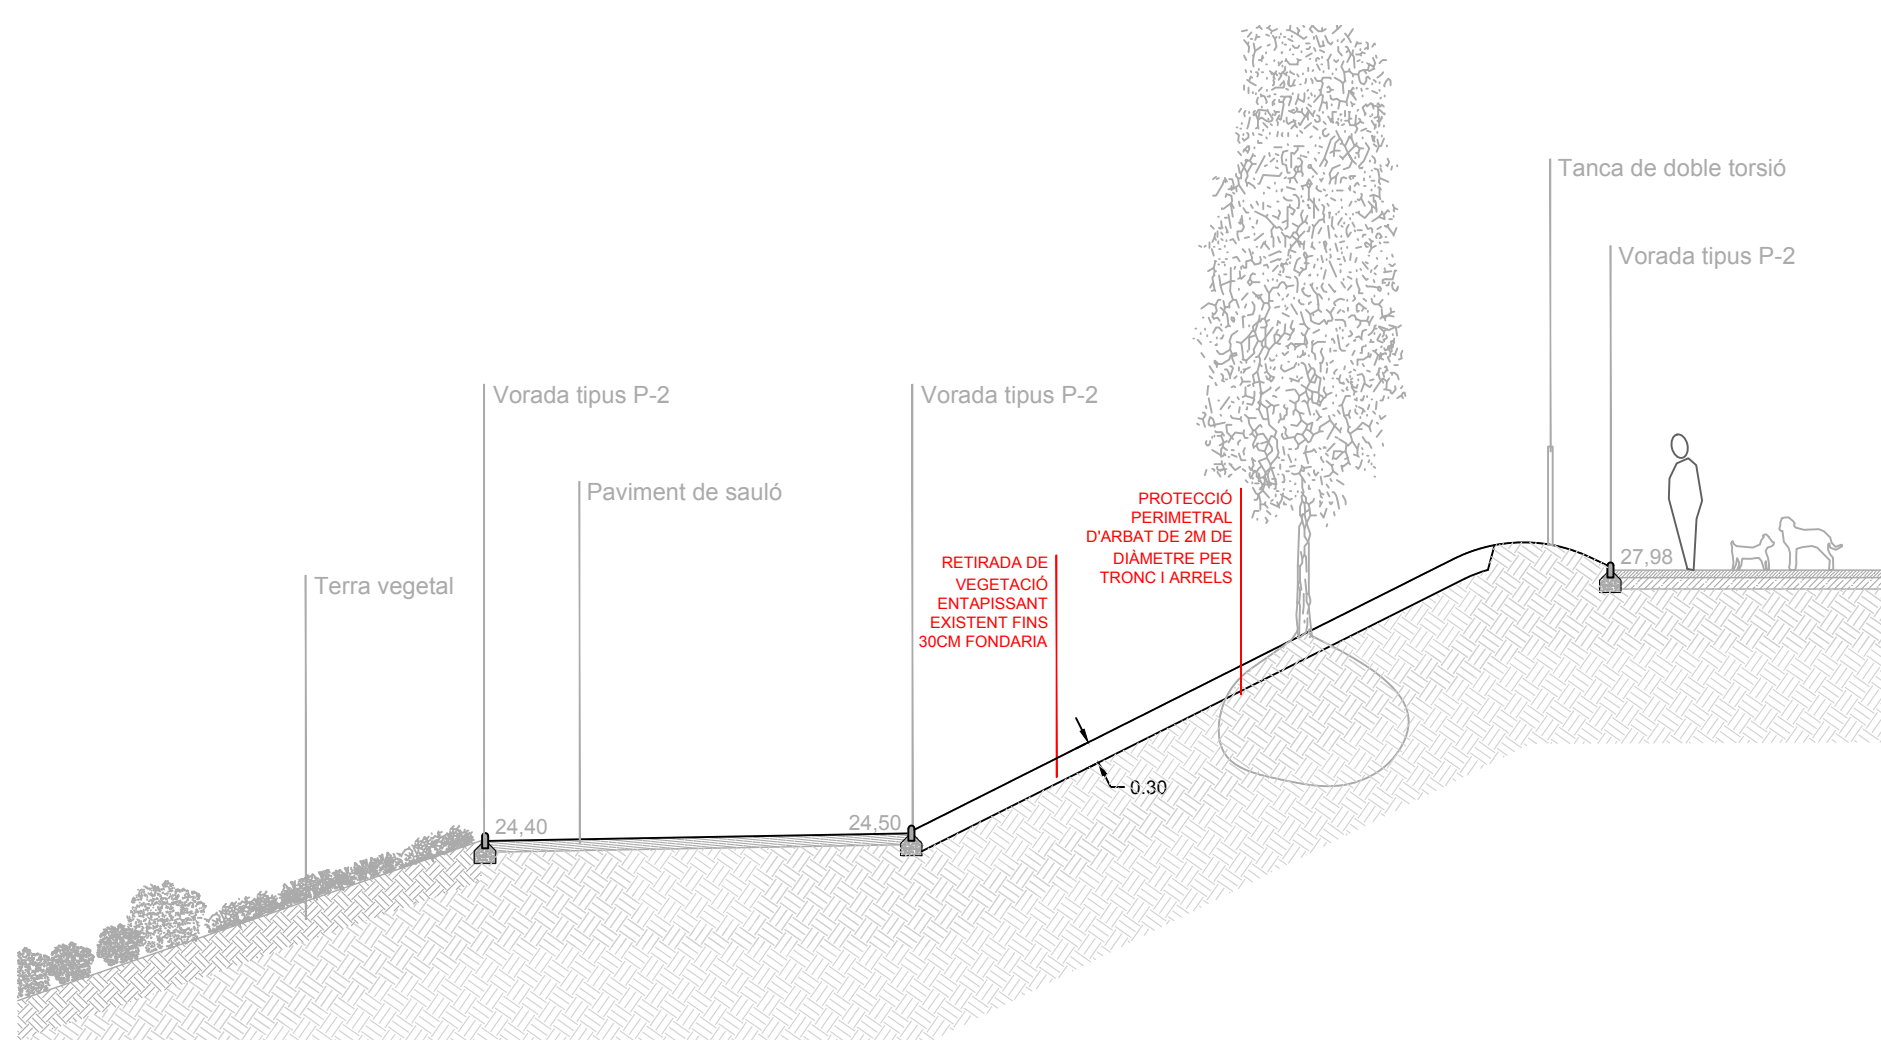 Tanca de doble torsió
Vorada tipus P-2
Vorada tipus P-2
Vorada tipus P-2
Paviment de sauló
PROTECCIÓ
PERIMETRAL
D'ARBAT DE 2M DE
DIÀMETRE PER
TRONC I ARRELS
RETIRADA DE
VEGETACIÓ
ENTAPISSANT
EXISTENT FINS
30CM FONDARIA
27,98
Terra vegetal
0.30
24,40
24,50